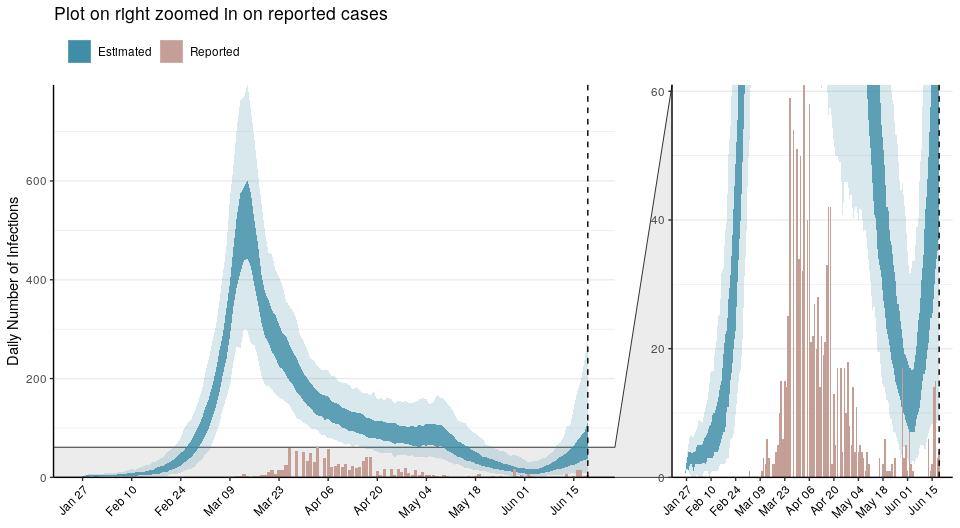 Plot on right zoomed in on reported cases
Estimated
Reported
Daily Number of Infections
600
400
200
0
Jan 27
Feb 10
Feb 24
Mar 09
Mar 23
Apr 06
Apr 20
May 04
May 18
Jun 01
Jun 15
60
40
20
0
Jan 27
Feb 10
Feb 24
Mar 09
Mar 23
Apr 06
Apr 20
May 04
May 18
Jun 01
Jun 15